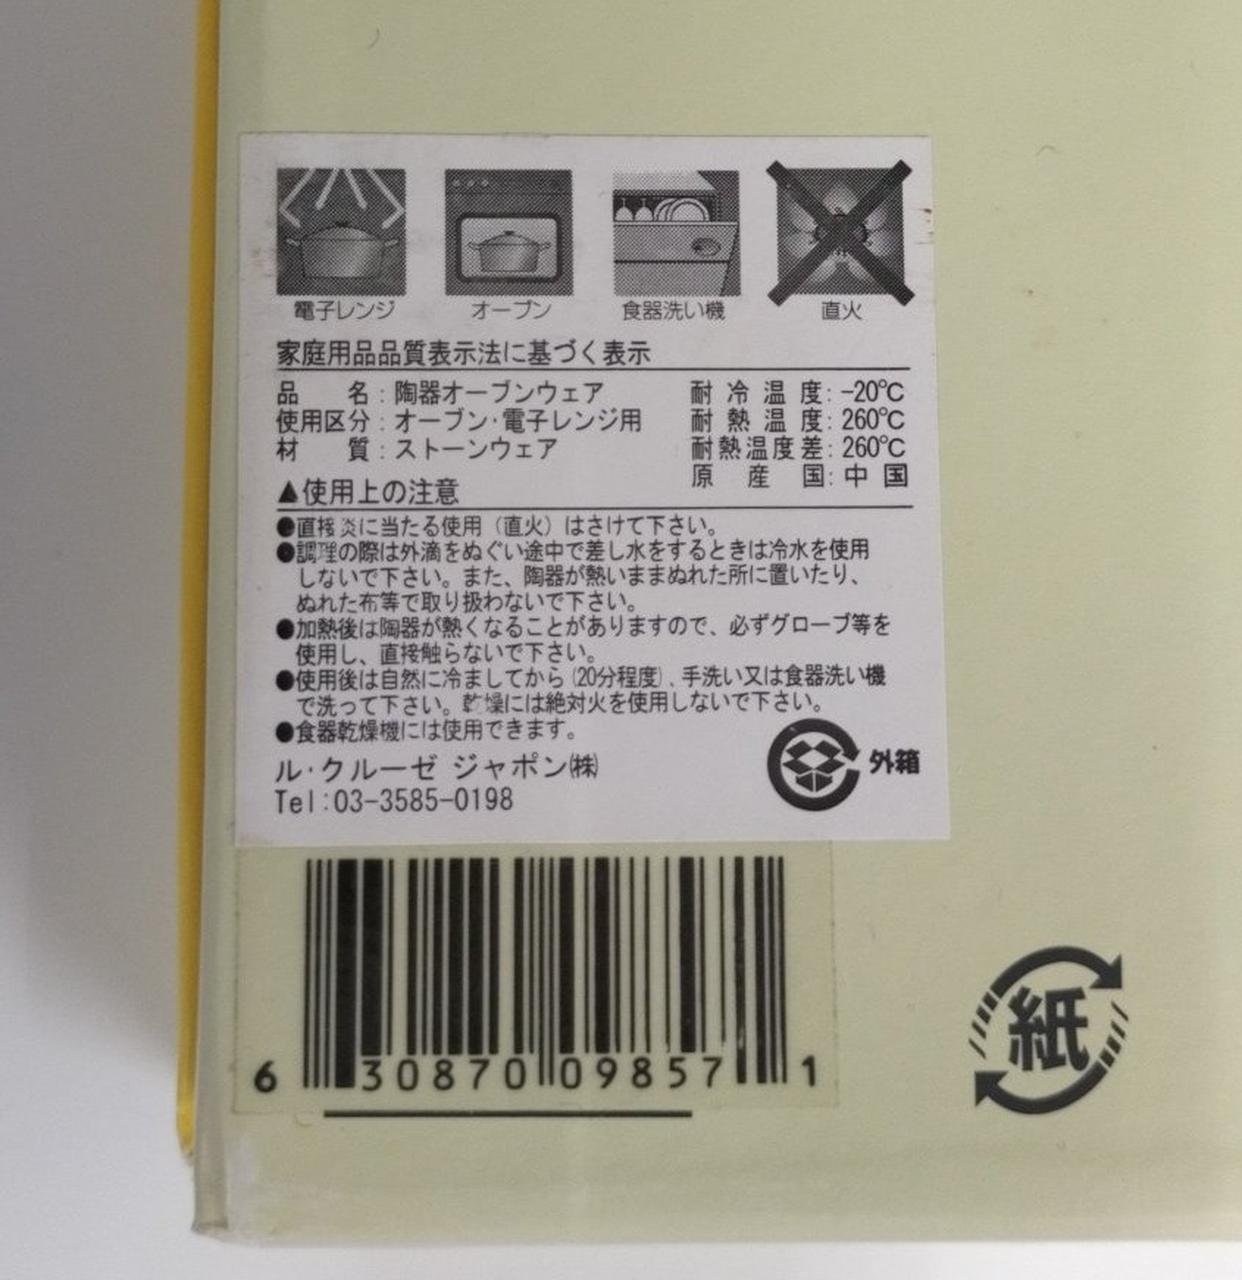 電子レンジ オーブン 食器洗い機 直火
家庭用品品質表示法に基づく表示
品 名:陶器オーブンウェア 耐冷温度:-20℃
使用区分:オーブン・電子レンジ用 耐熱温度:260℃
材 質:ストーンウェア 耐熱温度差:260℃
原産国:中国
▲使用上の注意
●直接炎に当たる使用(直火)はさけて下さい。
●調理の際は外滴をぬぐい途中で差し水をするときは冷水を使用
しないで下さい。また、陶器が熱いままぬれた所に置いたり、
ぬれた布等で取り扱わないで下さい。
●加熱後は陶器が熱くなることがありますので、必ずグローブ等を
使用し、直接触らないで下さい。
●使用後は自然に冷ましてから(20分程度)、手洗い又は食器洗い機
で洗って下さい。乾燥には絶対火を使用しないで下さい。
●食器乾燥機には使用できます。
ル・クルーゼ ジャポン㈱
Tel:03-3585-0198
外箱
6 30870 09857 1
紙